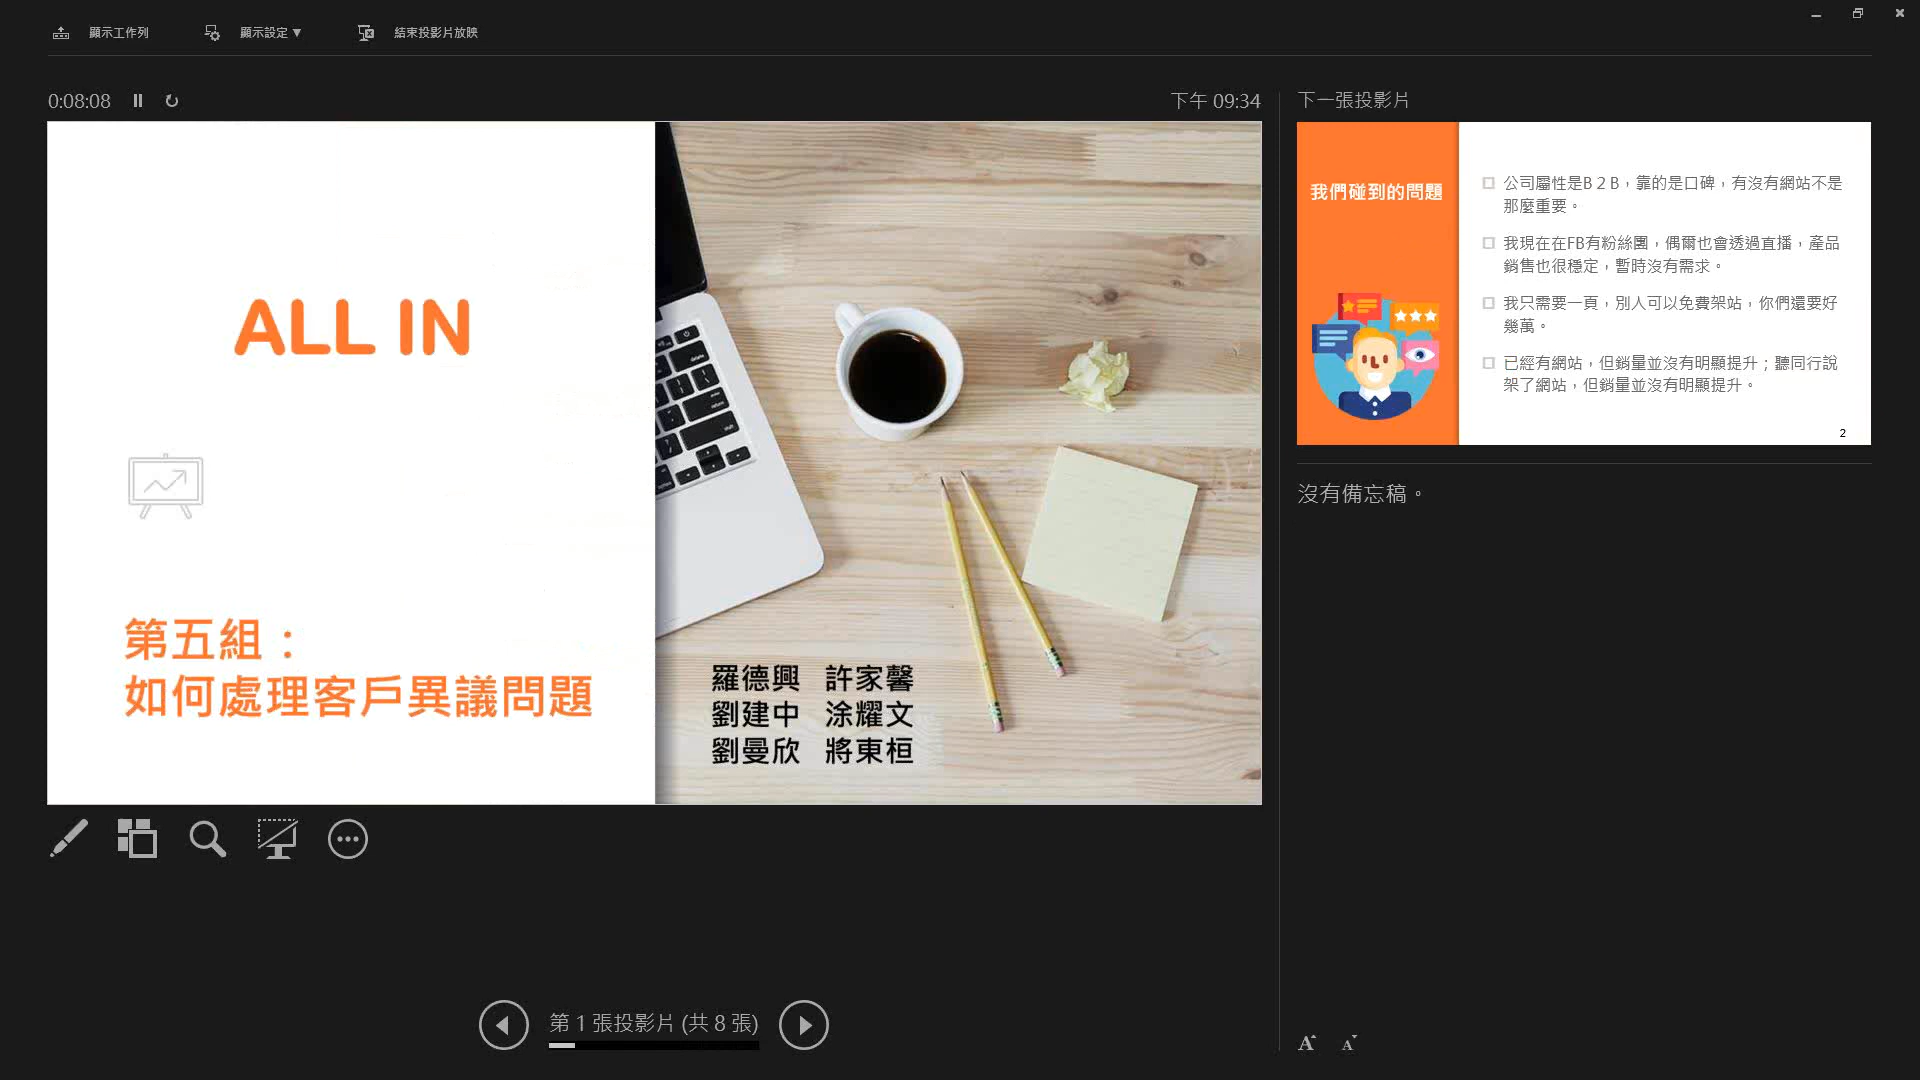 顯示工作列
顯示設定 ▼
結束投影片放映
0:08:08
下午 09:34
ALL IN
第五組：
如何處理客戶異議問題
羅德興 許家馨
劉建中 涂耀文
劉曼欣 將東桓
第 1 張投影片 (共 8 張)
下一張投影片
我們碰到的問題
公司屬性是B 2 B，靠的是口碑，有沒有網站不是
那麼重要。
我現在在FB有粉絲團，偶爾也會透過直播，產品
銷售也很穩定，暫時沒有需求。
我只需要一頁，別人可以免費架站，你們還要好
幾萬。
已經有網站，但銷量並沒有明顯提升；聽同行說
架了網站，但銷量並沒有明顯提升。
2
沒有備忘稿。